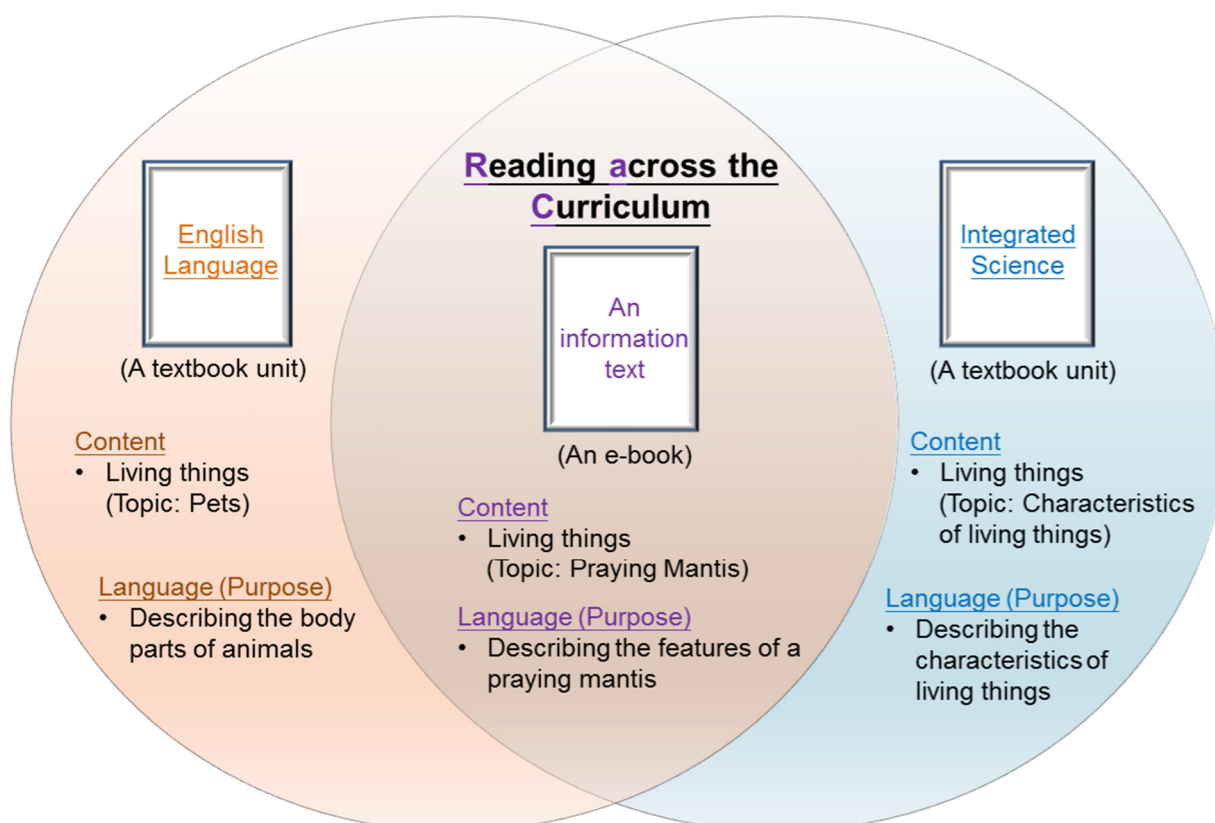 English
Language
(A textbook unit)
Content
• Living things
(Topic: Pets)
Language (Purpose)
• Describing the body
parts of animals
Reading across the
Curriculum
An
information
text
(An e-book)
Content
• Living things
(Topic: Praying Mantis)
Language (Purpose)
• Describing the features of a
praying mantis
Integrated
Science
(A textbook unit)
Content
• Living things
(Topic: Characteristics
of living things)
Language (Purpose)
• Describing the
characteristics of
living things